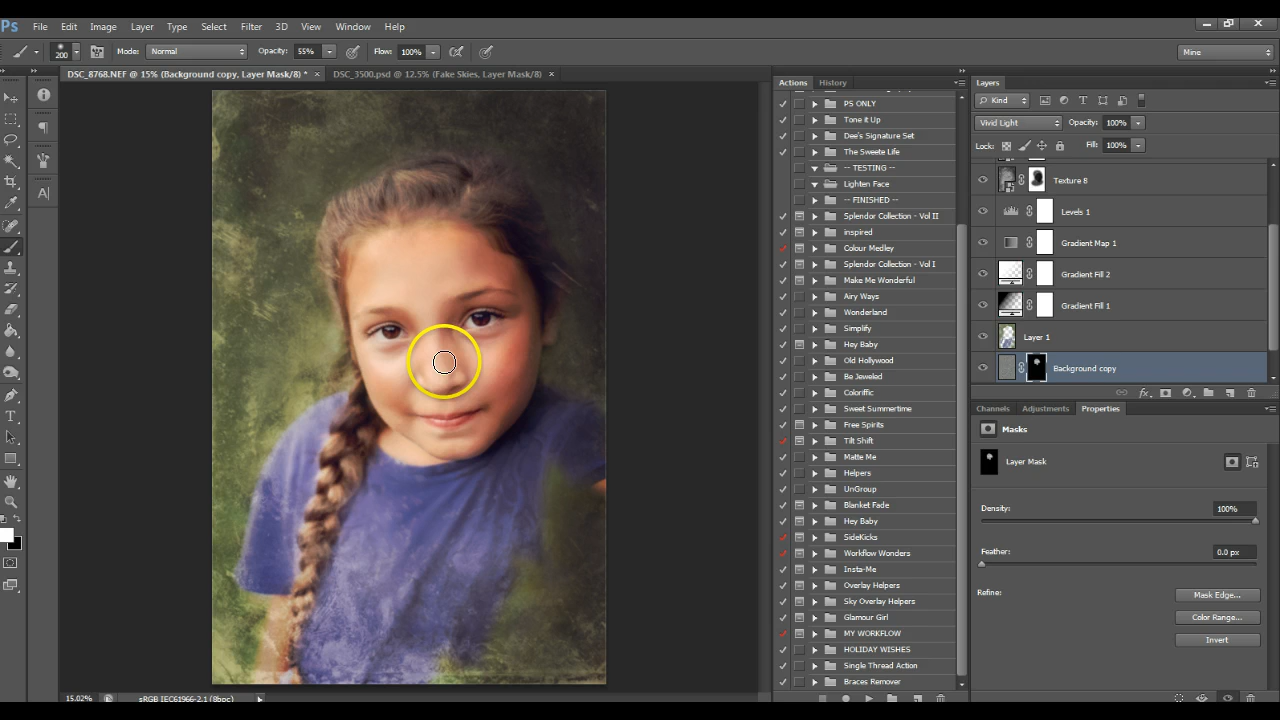 Ps File Edit Image Layer Type Select Filter 3D View Window Help
200 Mode: Normal Opacity: 55% Flow: 100% Mine
DSC_8768.NEF @ 15% (Background copy, Layer Mask/8) * × DSC_3500.psd @ 12.5% (Fake Skies, Layer Mask/8) ×
Actions History
PS ONLY
Tone it Up
Dee's Signature Set
The Sweete Life
-- TESTING --
Lighten Face
-- FINISHED --
Splendor Collection - Vol II
inspired
Colour Medley
Splendor Collection - Vol I
Make Me Wonderful
Airy Ways
Wonderland
Simplify
Hey Baby
Old Hollywood
Be Jeweled
Coloriffic
Sweet Summertime
Free Spirits
Tilt Shift
Matte Me
Helpers
UnGroup
Blanket Fade
Hey Baby
SideKicks
Workflow Wonders
Insta-Me
Overlay Helpers
Sky Overlay Helpers
Glamour Girl
MY WORKFLOW
HOLIDAY WISHES
Single Thread Action
Braces Remover
Layers
Kind
Vivid Light Opacity: 100%
Lock: Fill: 100%
Texture 8
Levels 1
Gradient Map 1
Gradient Fill 2
Gradient Fill 1
Layer 1
Background copy
fx
Channels Adjustments Properties
Masks
Layer Mask
Density: 100%
Feather: 0.0 px
Refine: Mask Edge...
Color Range...
Invert
15.02% sRGB IEC61966-2.1 (8bpc)